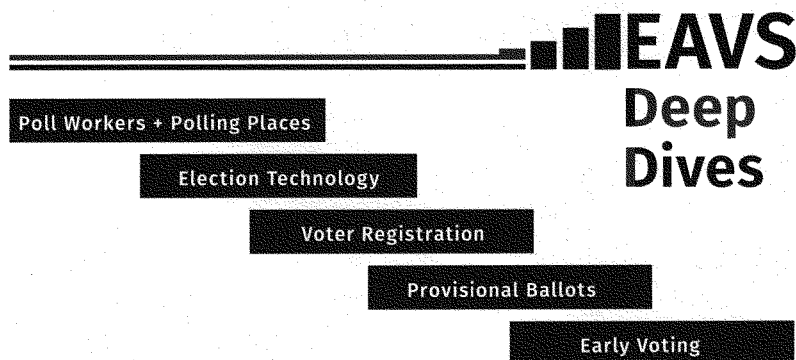 EAVS
Deep
Dives
Poll Workers + Polling Places
Election Technology
Voter Registration
Provisional Ballots
Early Voting